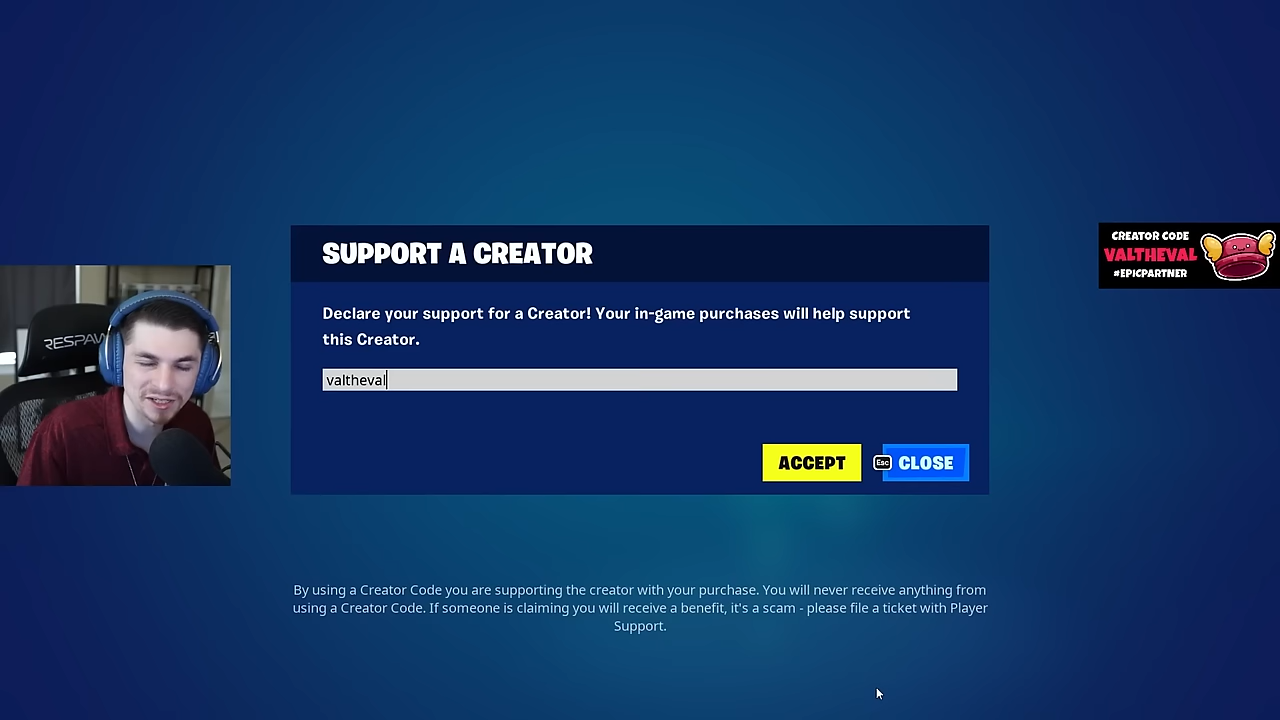 SUPPORT A CREATOR
Declare your support for a Creator! Your in-game purchases will help support
this Creator.
valtheval
ACCEPT
Esc
CLOSE
CREATOR CODE
VALTHEVAL
#EPICPARTNER
RESPAW
By using a Creator Code you are supporting the creator with your purchase. You will never receive anything from
using a Creator Code. If someone is claiming you will receive a benefit, it's a scam - please file a ticket with Player
Support.